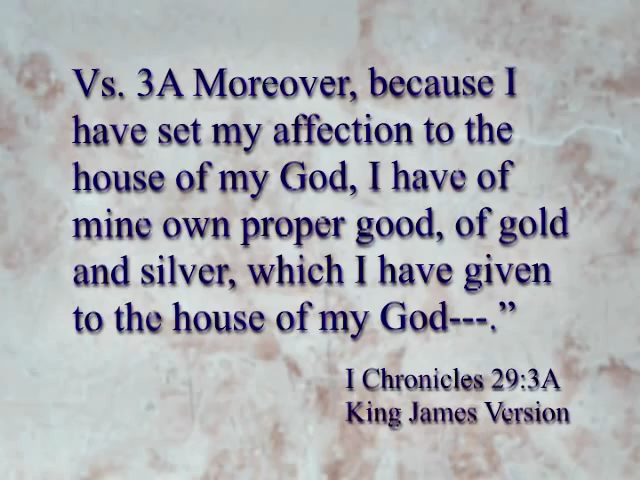 Vs. 3A Moreover, because I
have set my affection to the
house of my God, I have of
mine own proper good, of gold
and silver, which I have given
to the house of my God---.”
I Chronicles 29:3A
King James Version